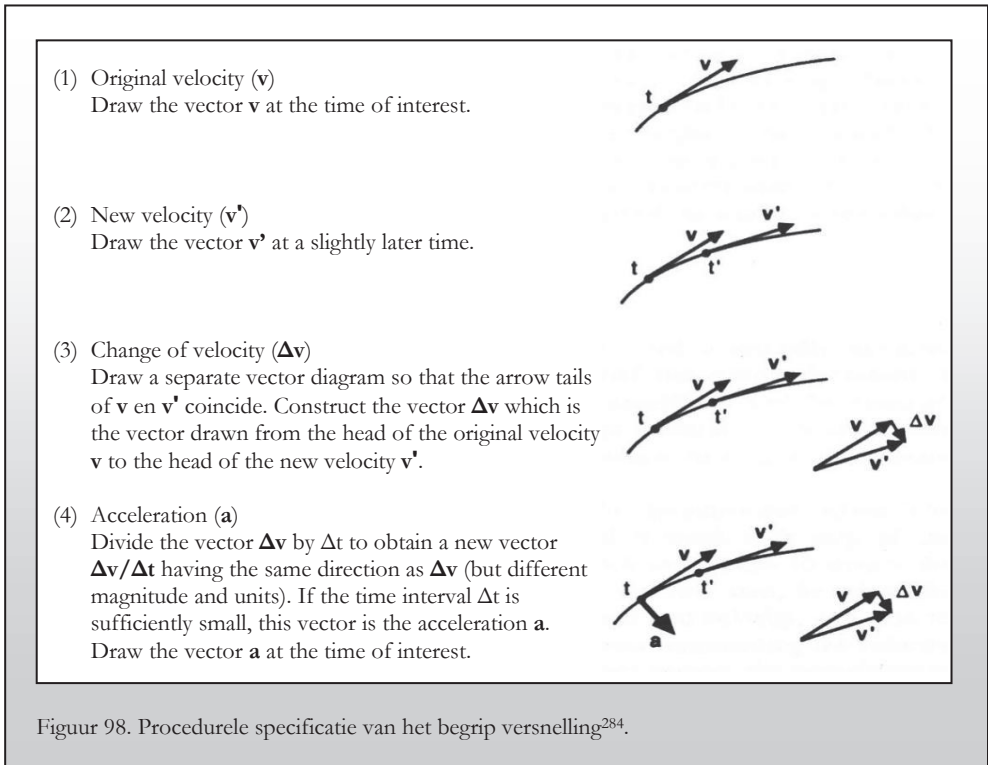 (1) Original velocity (v)
Draw the vector v at the time of interest.
v
t
(2) New velocity (v')
Draw the vector v’ at a slightly later time.
v v'
t t'
(3) Change of velocity (Δv)
Draw a separate vector diagram so that the arrow tails
of v en v' coincide. Construct the vector Δv which is
the vector drawn from the head of the original velocity
v to the head of the new velocity v'.
v v'
t t'
v Δv
v'
(4) Acceleration (a)
Divide the vector Δv by Δt to obtain a new vector
Δv/Δt having the same direction as Δv (but different
magnitude and units). If the time interval Δt is
sufficiently small, this vector is the acceleration a.
Draw the vector a at the time of interest.
v v'
t t'
a
v Δv
v'
Figuur 98. Procedurele specificatie van het begrip versnelling²⁸⁴.